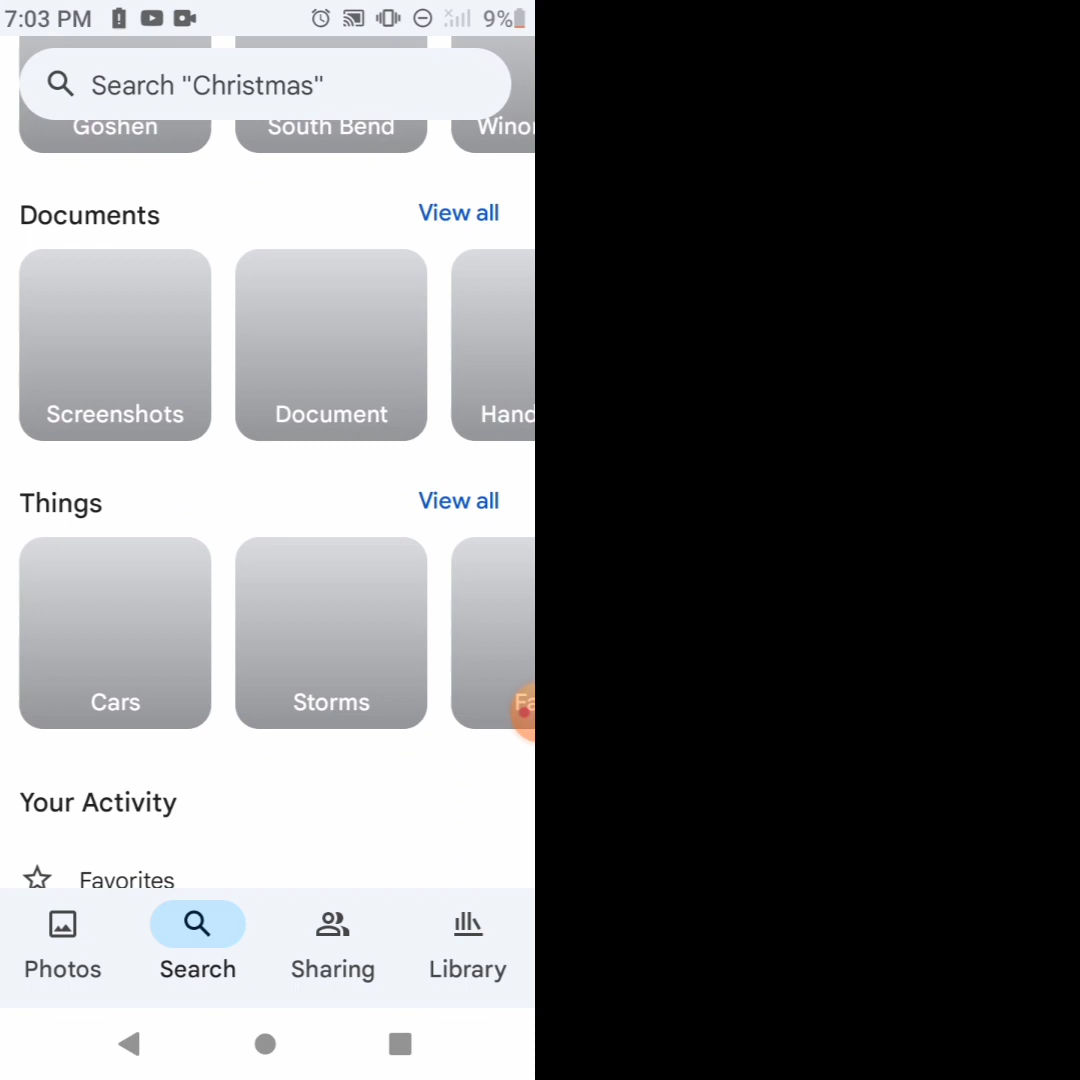 7:03 PM 9%
Search "Christmas"
Goshen South Bend
Documents View all
Screenshots Document Hand
Things View all
Cars Storms
Your Activity
Favorites
Photos Search Sharing Library